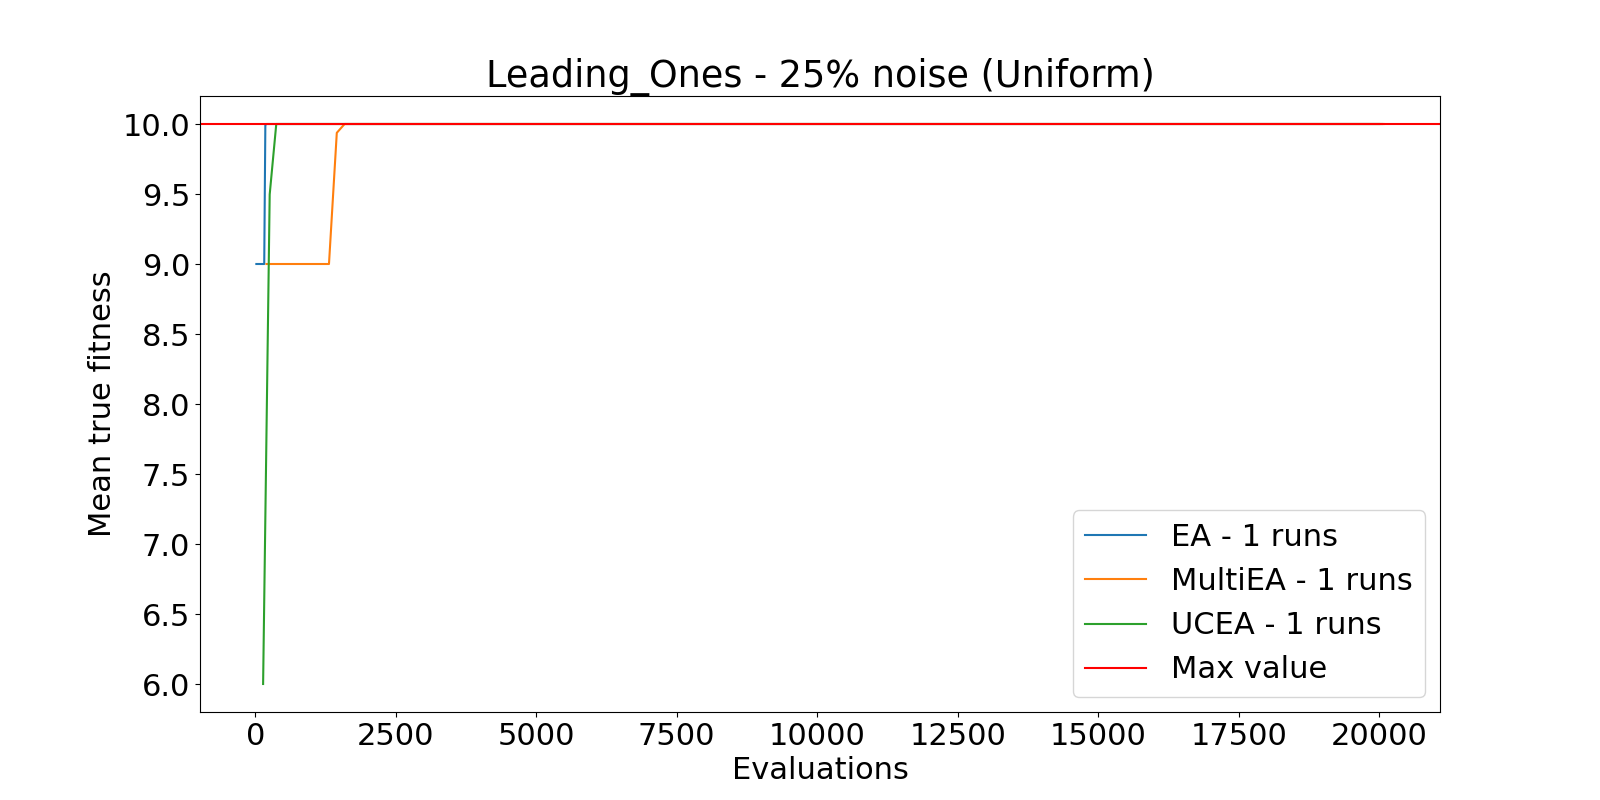 Leading_Ones - 25% noise (Uniform)
Mean true fitness
10.0
9.5
9.0
8.5
8.0
7.5
7.0
6.5
6.0
EA - 1 runs
MultiEA - 1 runs
UCEA - 1 runs
Max value
0 2500 5000 7500 10000 12500 15000 17500 20000
Evaluations